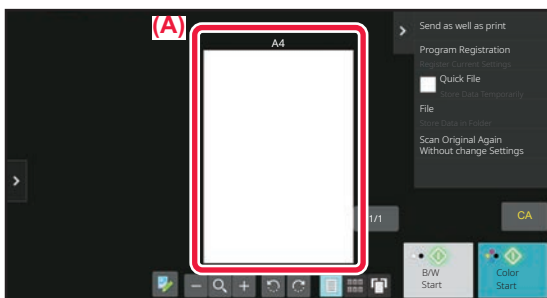 (A)
A4
Send as well as print
Program Registration
Register Current Settings
Quick File
Store Data Temporarily
File
Store Data in Folder
Scan Original Again
Without change Settings
1/1
CA
B/W
Start
Color
Start